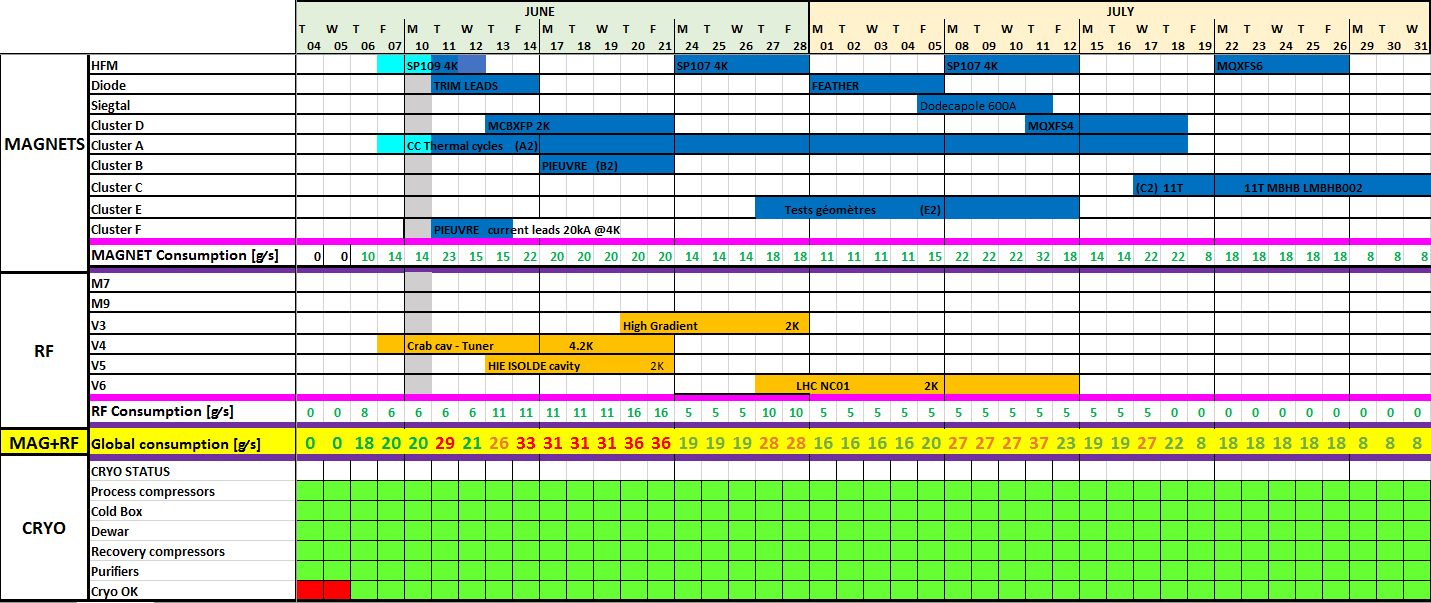 JUNE JULY
T W T F M T W T F M T W T F M T W T F M T W T F M T W T F M T W T F M T W T F M T W
04 05 06 07 10 11 12 13 14 17 18 19 20 21 24 25 26 27 28 01 02 03 04 05 08 09 10 11 12 15 16 17 18 19 22 23 24 25 26 29 30 31
MAGNETS
HFM SP109 4K SP107 4K SP107 4K MQXFS6
Diode TRIM LEADS FEATHER
Siegtal Dodecapole 600A
Cluster D MCBXFP 2K MQXFS4
Cluster A CC Thermal cycles (A2)
Cluster B PIEUVRE (B2)
Cluster C (C2) 11T 11T MBHB LMBHB002
Cluster E Tests géomètres (E2)
Cluster F PIEUVRE current leads 20kA @4K
MAGNET Consumption [g/s] 0 0 10 14 14 23 15 15 22 20 20 20 20 20 14 14 14 18 18 11 11 11 11 15 22 22 22 32 18 14 14 22 22 8 18 18 18 18 18 8 8 8
RF
M7
M9
V3 High Gradient 2K
V4 Crab cav - Tuner 4.2K
V5 HIE ISOLDE cavity 2K
V6 LHC NC01 2K
RF Consumption [g/s] 0 0 8 6 6 6 6 11 11 11 11 11 16 16 5 5 5 10 10 5 5 5 5 5 5 5 5 5 5 5 5 5 0 0 0 0 0 0 0 0 0 0
MAG+RF Global consumption [g/s] 0 0 18 20 20 29 21 26 33 31 31 31 36 36 19 19 19 28 28 16 16 16 16 20 27 27 27 37 23 19 19 27 22 8 18 18 18 18 18 8 8 8
CRYO
CRYO STATUS
Process compressors
Cold Box
Dewar
Recovery compressors
Purifiers
Cryo OK